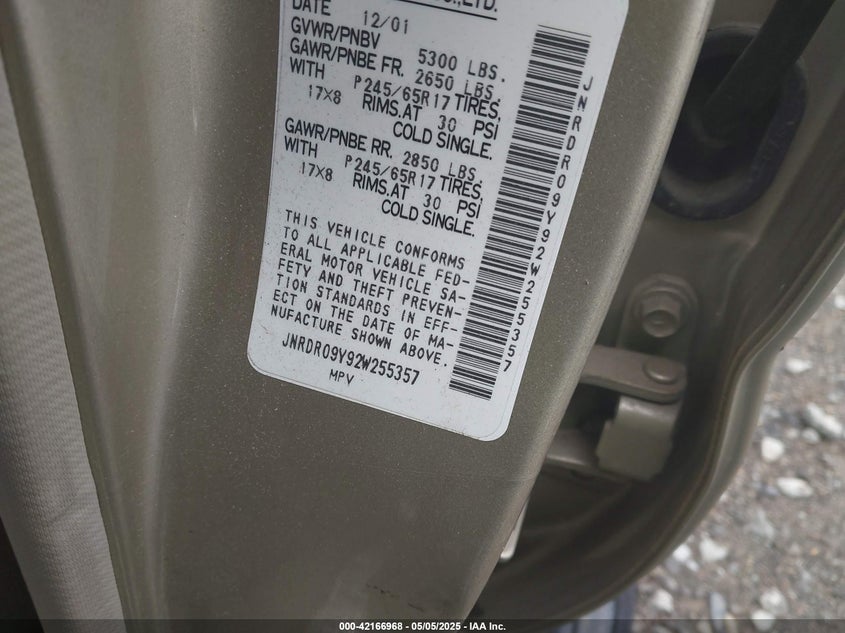 LTD.
DATE 12/01
GVWR/PNBV 5300 LBS.
GAWR/PNBE FR. 2650 LBS.
WITH P245/65R17 TIRES,
17X8 RIMS.AT 30 PSI
COLD SINGLE.
GAWR/PNBE RR. 2850 LBS.
WITH P245/65R17 TIRES,
17X8 RIMS.AT 30 PSI
COLD SINGLE.
THIS VEHICLE CONFORMS
TO ALL APPLICABLE FED-
ERAL MOTOR VEHICLE SA-
FETY AND THEFT PREVEN-
TION STANDARDS IN EFF-
ECT ON THE DATE OF MA-
NUFACTURE SHOWN ABOVE.
JNRDR09Y92W255357
MPV
JNRDR09Y92W255357
000-42166968 - 05/05/2025 - IAA Inc.